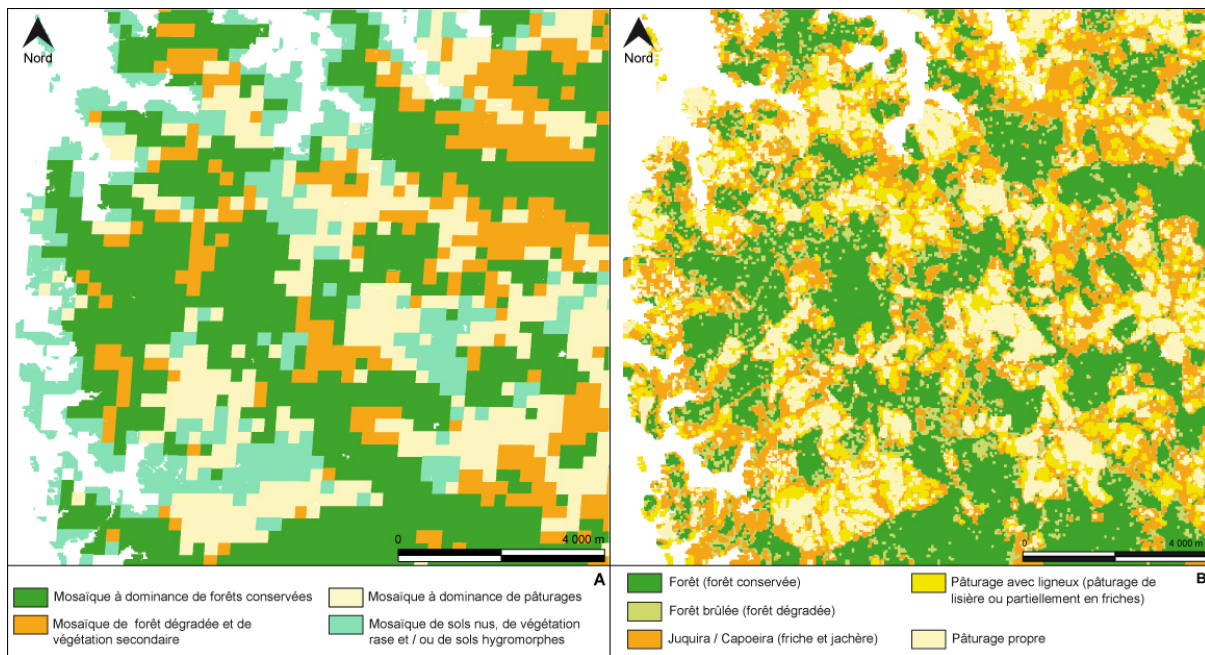 Nord
Nord
0
4 000 m
0
4 000 m
A
Mosaïque à dominance de forêts conservées
Mosaïque de forêt dégradée et de
végétation secondaire
Mosaïque à dominance de pâturages
Mosaïque de sols nus, de végétation
rase et / ou de sols hygromorphes
B
Forêt (forêt conservée)
Forêt brûlée (forêt dégradée)
Juquira / Capoeira (friche et jachère)
Pâturage avec ligneux (pâturage de
lisière ou partiellement en friches)
Pâturage propre